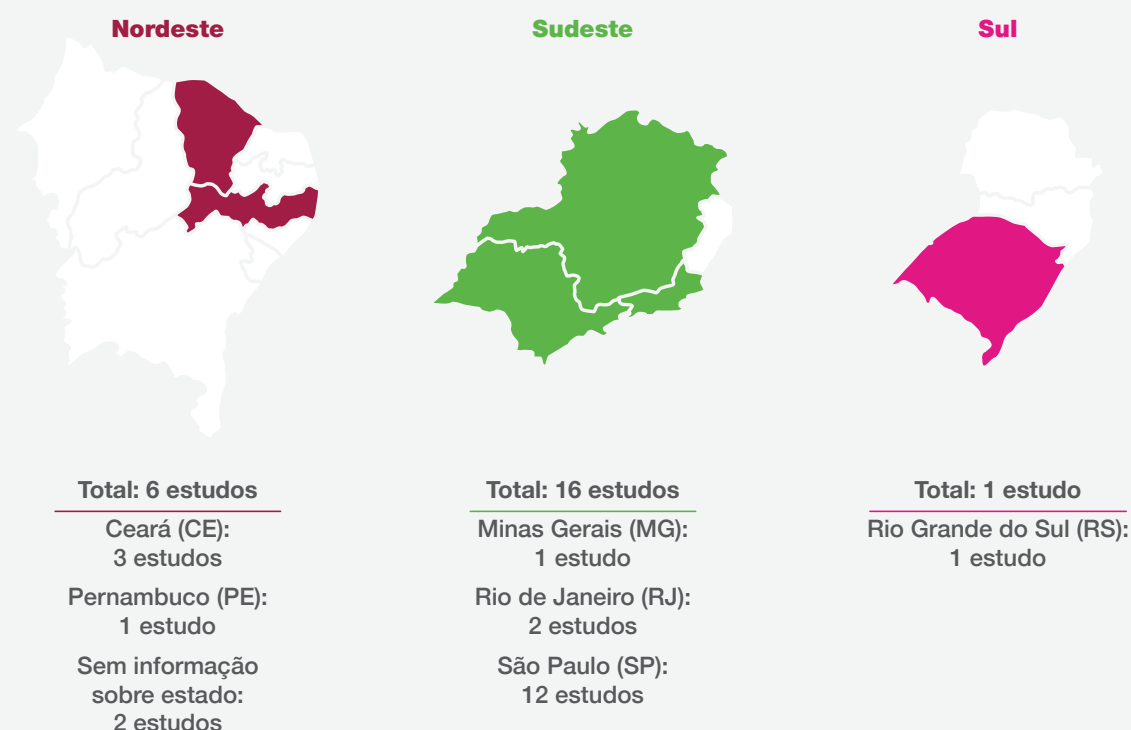 Nordeste
Total: 6 estudos
Ceará (CE):
3 estudos
Pernambuco (PE):
1 estudo
Sem informação
sobre estado:
2 estudos
Sudeste
Total: 16 estudos
Minas Gerais (MG):
1 estudo
Rio de Janeiro (RJ):
2 estudos
São Paulo (SP):
12 estudos
Sul
Total: 1 estudo
Rio Grande do Sul (RS):
1 estudo